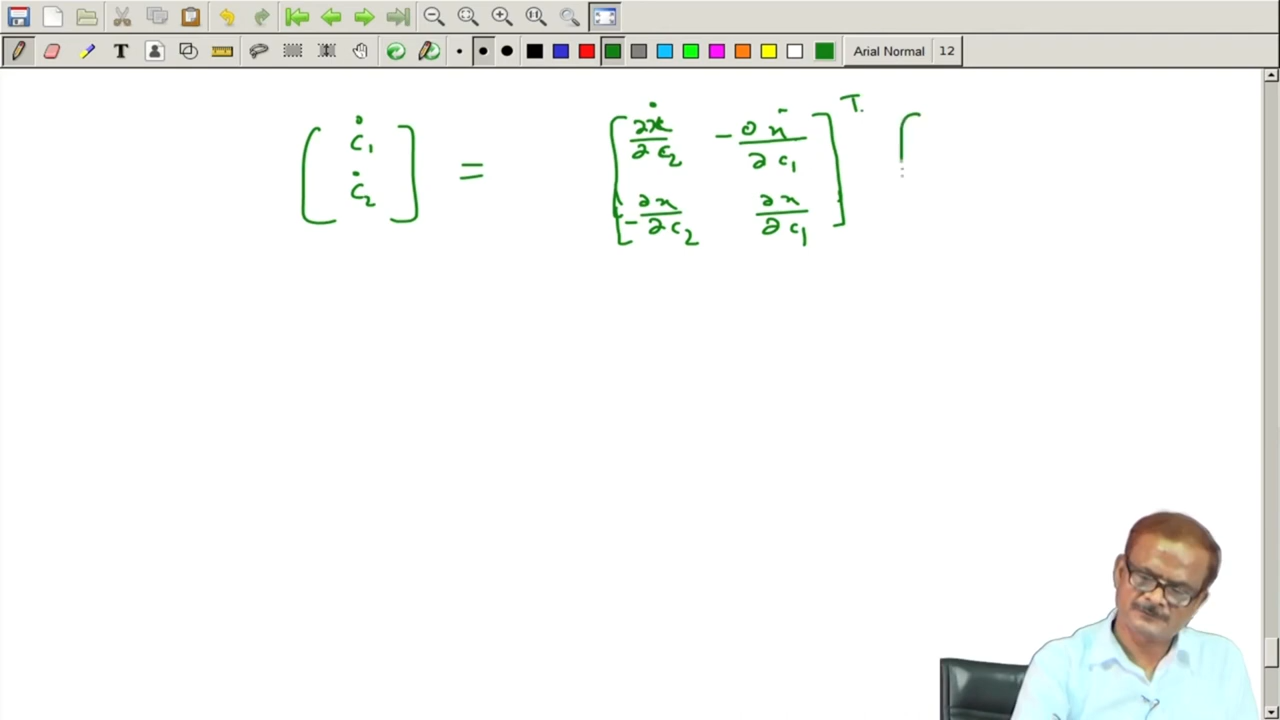 T Arial Normal 12
[ ċ₁ ċ₂ ] = [ ∂ẋ/∂c₂ -∂ẋ/∂c₁ ]ᵀ· [
-∂x/∂c₂ ∂x/∂c₁